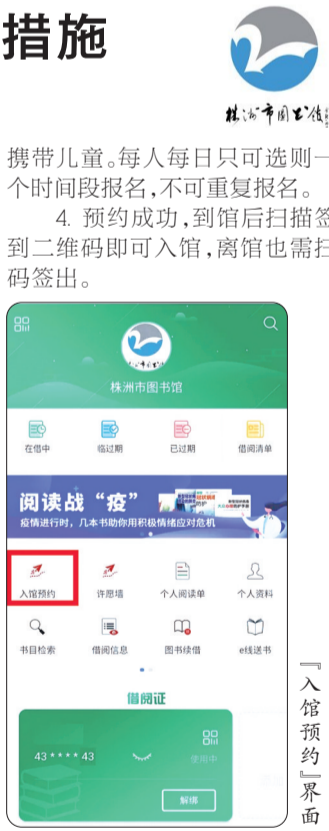 措施
株洲市图书馆
携带儿童。每人每日只可选则一
个时间段报名,不可重复报名。
4. 预约成功,到馆后扫描签
到二维码即可入馆,离馆也需扫
码签出。
株洲市图书馆
在借中 临过期 已过期 借阅清单
阅读战“疫”
疫情进行时,几本书助你用积极情绪应对危机
入馆预约 许愿墙 个人阅读单 个人资料
书目检索 借阅信息 图书续借 e线送书
借阅证
43****43
使用中
解绑
『入馆预约』界面